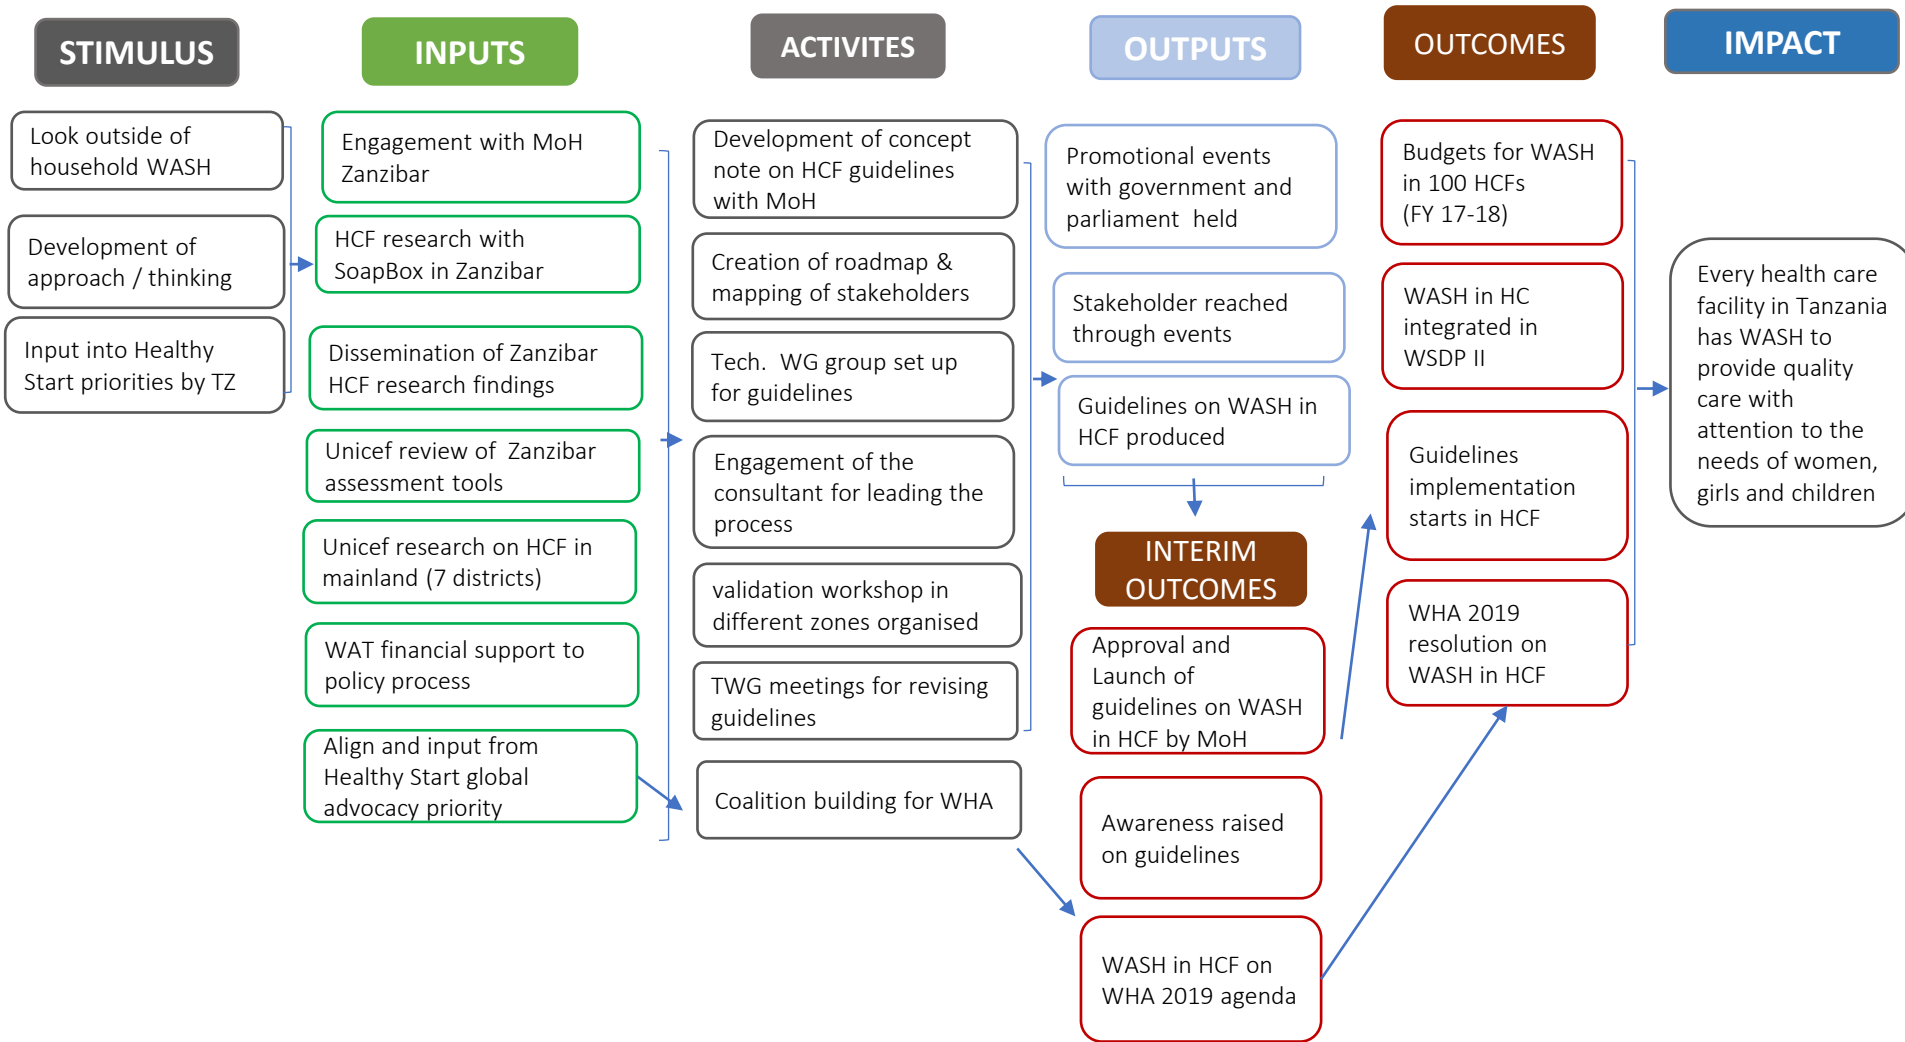 STIMULUS
Look outside of
household WASH
Development of
approach / thinking
Input into Healthy
Start priorities by TZ
INPUTS
Engagement with MoH
Zanzibar
HCF research with
SoapBox in Zanzibar
Dissemination of Zanzibar
HCF research findings
Unicef review of Zanzibar
assessment tools
Unicef research on HCF in
mainland (7 districts)
WAT financial support to
policy process
Align and input from
Healthy Start global
advocacy priority
ACTIVITES
Development of concept
note on HCF guidelines
with MoH
Creation of roadmap &
mapping of stakeholders
Tech. WG group set up
for guidelines
Engagement of the
consultant for leading the
process
validation workshop in
different zones organised
TWG meetings for revising
guidelines
Coalition building for WHA
OUTPUTS
Promotional events
with government and
parliament held
Stakeholder reached
through events
Guidelines on WASH in
HCF produced
INTERIM
OUTCOMES
Approval and
Launch of
guidelines on WASH
in HCF by MoH
Awareness raised
on guidelines
WASH in HCF on
WHA 2019 agenda
OUTCOMES
Budgets for WASH
in 100 HCFs
(FY 17-18)
WASH in HC
integrated in
WSDP II
Guidelines
implementation
starts in HCF
WHA 2019
resolution on
WASH in HCF
IMPACT
Every health care
facility in Tanzania
has WASH to
provide quality
care with
attention to the
needs of women,
girls and children